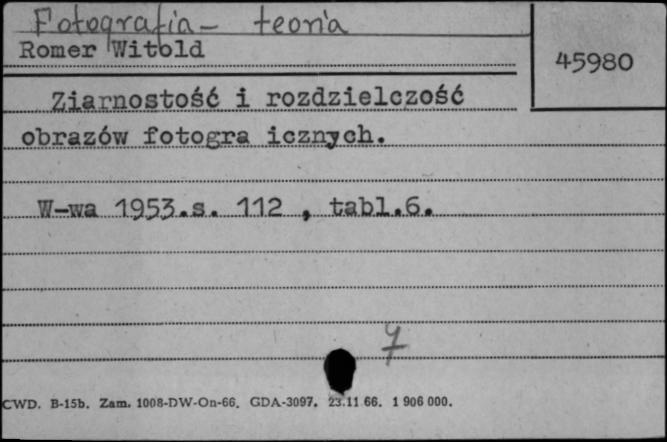 Fotografia - teoria
Romer Witold
45980
Ziarnostość i rozdzielczość
obrazów fotogra icznych.
W-wa 1953.s. 112 , tabl.6.
7
CWD. B-15b. Zam. 1008-DW-On-66. GDA-3097. 23.11.66. 1 906 000.